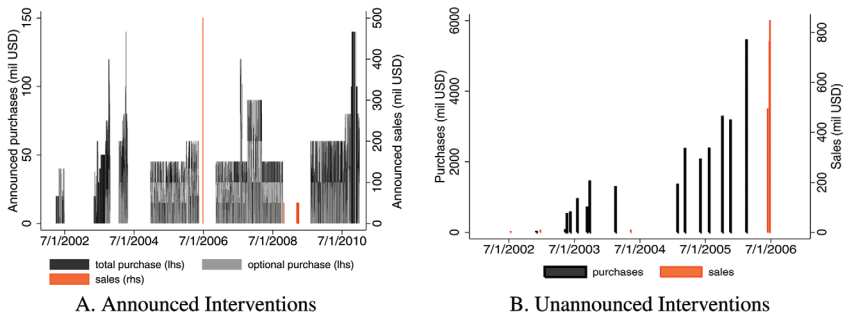 Announced purchases (mil USD)
150
100
50
0
500
400
300
200
100
0
Announced sales (mil USD)
7/1/2002 7/1/2004 7/1/2006 7/1/2008 7/1/2010
total purchase (lhs) optional purchase (lhs)
sales (rhs)
A. Announced Interventions
Purchases (mil USD)
6000
4000
2000
0
800
600
400
200
0
Sales (mil USD)
7/1/2002 7/1/2003 7/1/2004 7/1/2005 7/1/2006
purchases sales
B. Unannounced Interventions